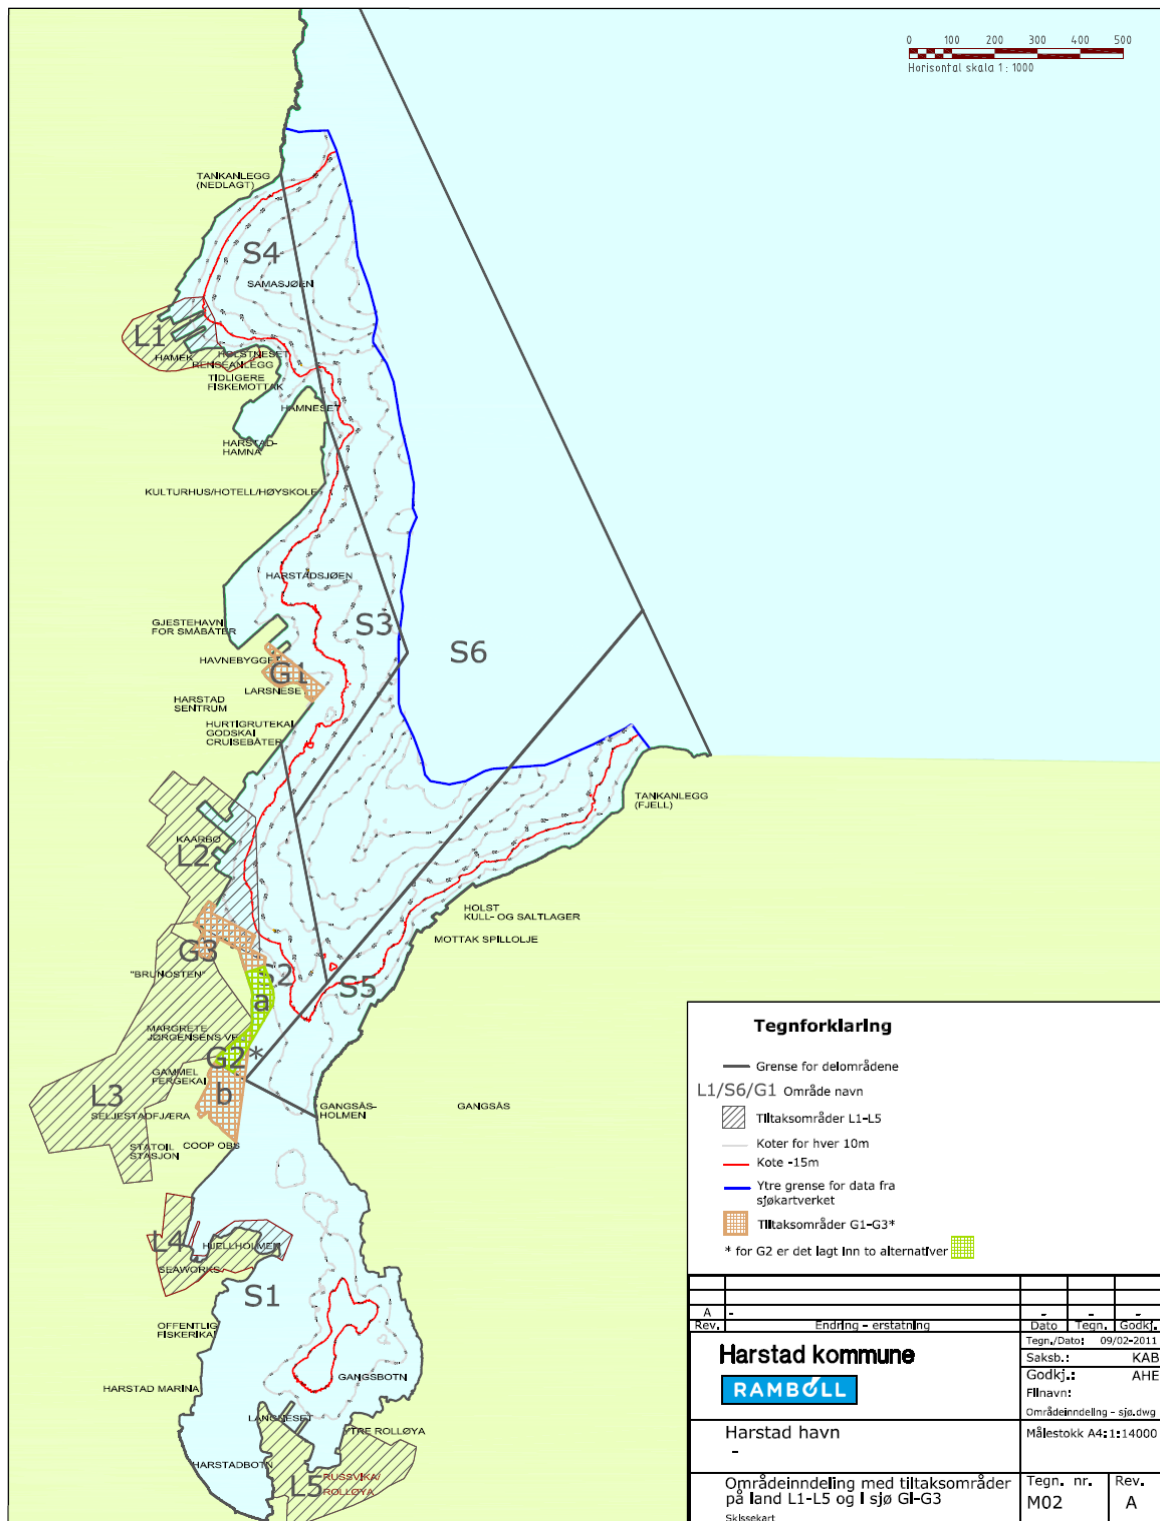 0 100 200 300 400 500
Horisontal skala 1: 1000
TANKANLEGG
(NEDLAGT)
S4
SAMASJØEN
L1
HAMEK
HOLSTNESET
RENSEANLEGG
TIDLIGERE
FISKEMOTTAK
HAMNESET
HARSTAD-
HAMNA
KULTURHUS/HOTELL/HØYSKOLE
HARSTADSJØEN
GJESTEHAVN
FOR SMÅBÅTER
S3
S6
HAVNEBYGGET
G1
LARSNESET
HARSTAD
SENTRUM
HURTIGRUTEKAI
GODSKAI
CRUISEBÅTER
TANKANLEGG
(FJELL)
KAARBØ
L2
HOLST
KULL- OG SALTLAGER
MOTTAK SPILLOLJE
G3
S2
"BRUNOSTEN"
a
S5
MARGRETE
JØRGENSENS VEI
G2*
GAMMEL
FERGEKAI
b
L3
SELJESTADFJÆRA
GANGSÅS-
HOLMEN
GANGSÅS
STATOIL
STASJON
COOP OBS
L4
HJELLHOLMEN
SEAWORKS
S1
OFFENTLIG
FISKERIKAI
GANGSBOTN
HARSTAD MARINA
LANGNESET
YTRE ROLLØYA
HARSTADBOTN
L5
RUSSVIKA/
ROLLØYA
Tegnforklaring
Grense for delområdene
L1/S6/G1 Område navn
Tiltaksområder L1-L5
Koter for hver 10m
Kote -15m
Ytre grense for data fra
sjøkartverket
Tiltaksområder G1-G3*
* for G2 er det lagt inn to alternativer
A - - - -
Rev. Endring - erstatning Dato Tegn. Godkj.
Harstad kommune
RAMBOLL
Tegn./Dato: 09/02-2011
Saksb.: KAB
Godkj.: AHE
Filnavn:
Områdeinndeling - sjø.dwg
Harstad havn
-
Målestokk A4:1:14000
Områdeinndeling med tiltaksområder
på land L1-L5 og I sjø GI-G3
Skissekart
Tegn. nr. Rev.
M02 A